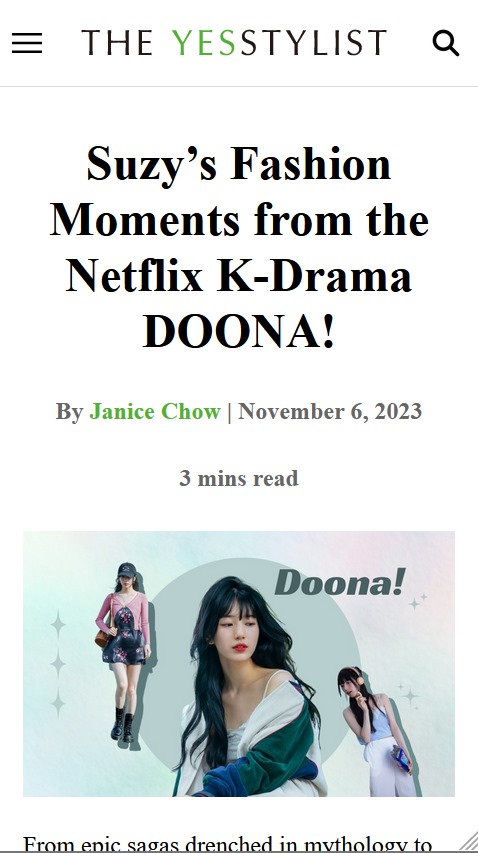 THE YESSTYLIST
Suzy’s Fashion
Moments from the
Netflix K-Drama
DOONA!
By Janice Chow | November 6, 2023
3 mins read
Doona!
From epic sagas drenched in mythology to